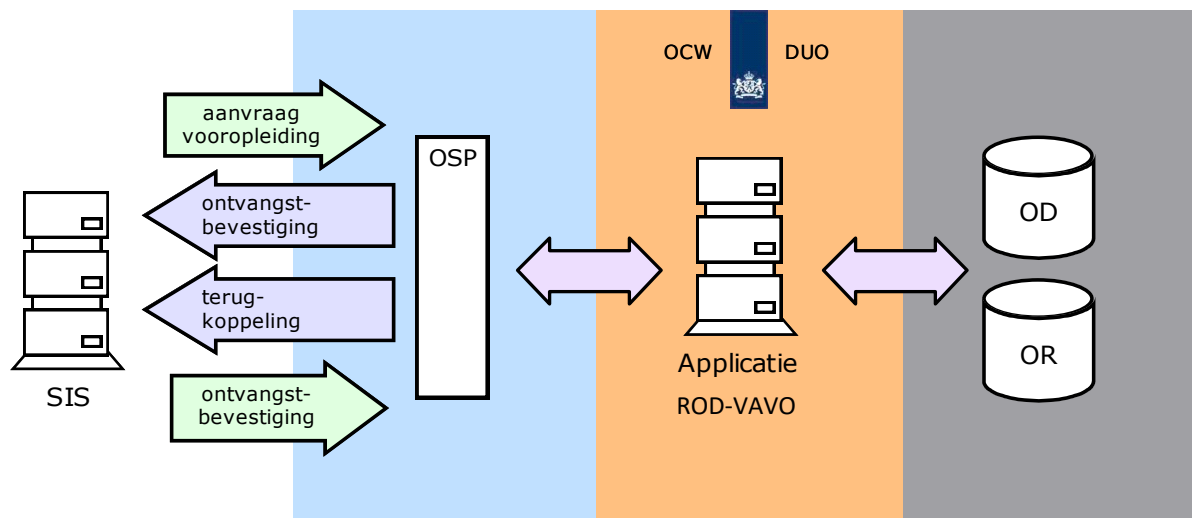 OCW DUO
aanvraag
vooropleiding
OSP
ontvangst-
bevestiging
OD
terug-
koppeling
OR
Applicatie
SIS
ontvangst-
bevestiging
ROD-VAVO